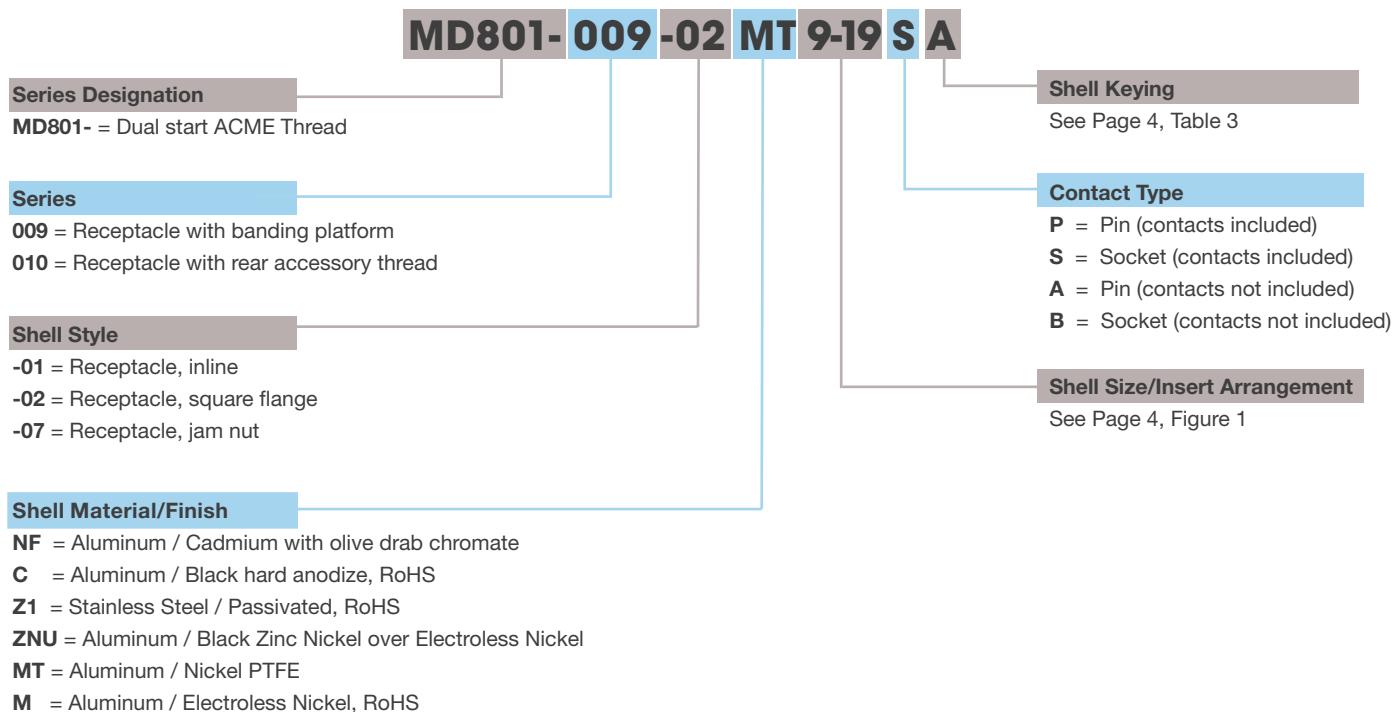 MD801- 009 -02 MT 9-19 S A
Series Designation
MD801- = Dual start ACME Thread
Series
009 = Receptacle with banding platform
010 = Receptacle with rear accessory thread
Shell Style
-01 = Receptacle, inline
-02 = Receptacle, square flange
-07 = Receptacle, jam nut
Shell Material/Finish
NF = Aluminum / Cadmium with olive drab chromate
C = Aluminum / Black hard anodize, RoHS
Z1 = Stainless Steel / Passivated, RoHS
ZNU = Aluminum / Black Zinc Nickel over Electroless Nickel
MT = Aluminum / Nickel PTFE
M = Aluminum / Electroless Nickel, RoHS
Shell Keying
See Page 4, Table 3
Contact Type
P = Pin (contacts included)
S = Socket (contacts included)
A = Pin (contacts not included)
B = Socket (contacts not included)
Shell Size/Insert Arrangement
See Page 4, Figure 1